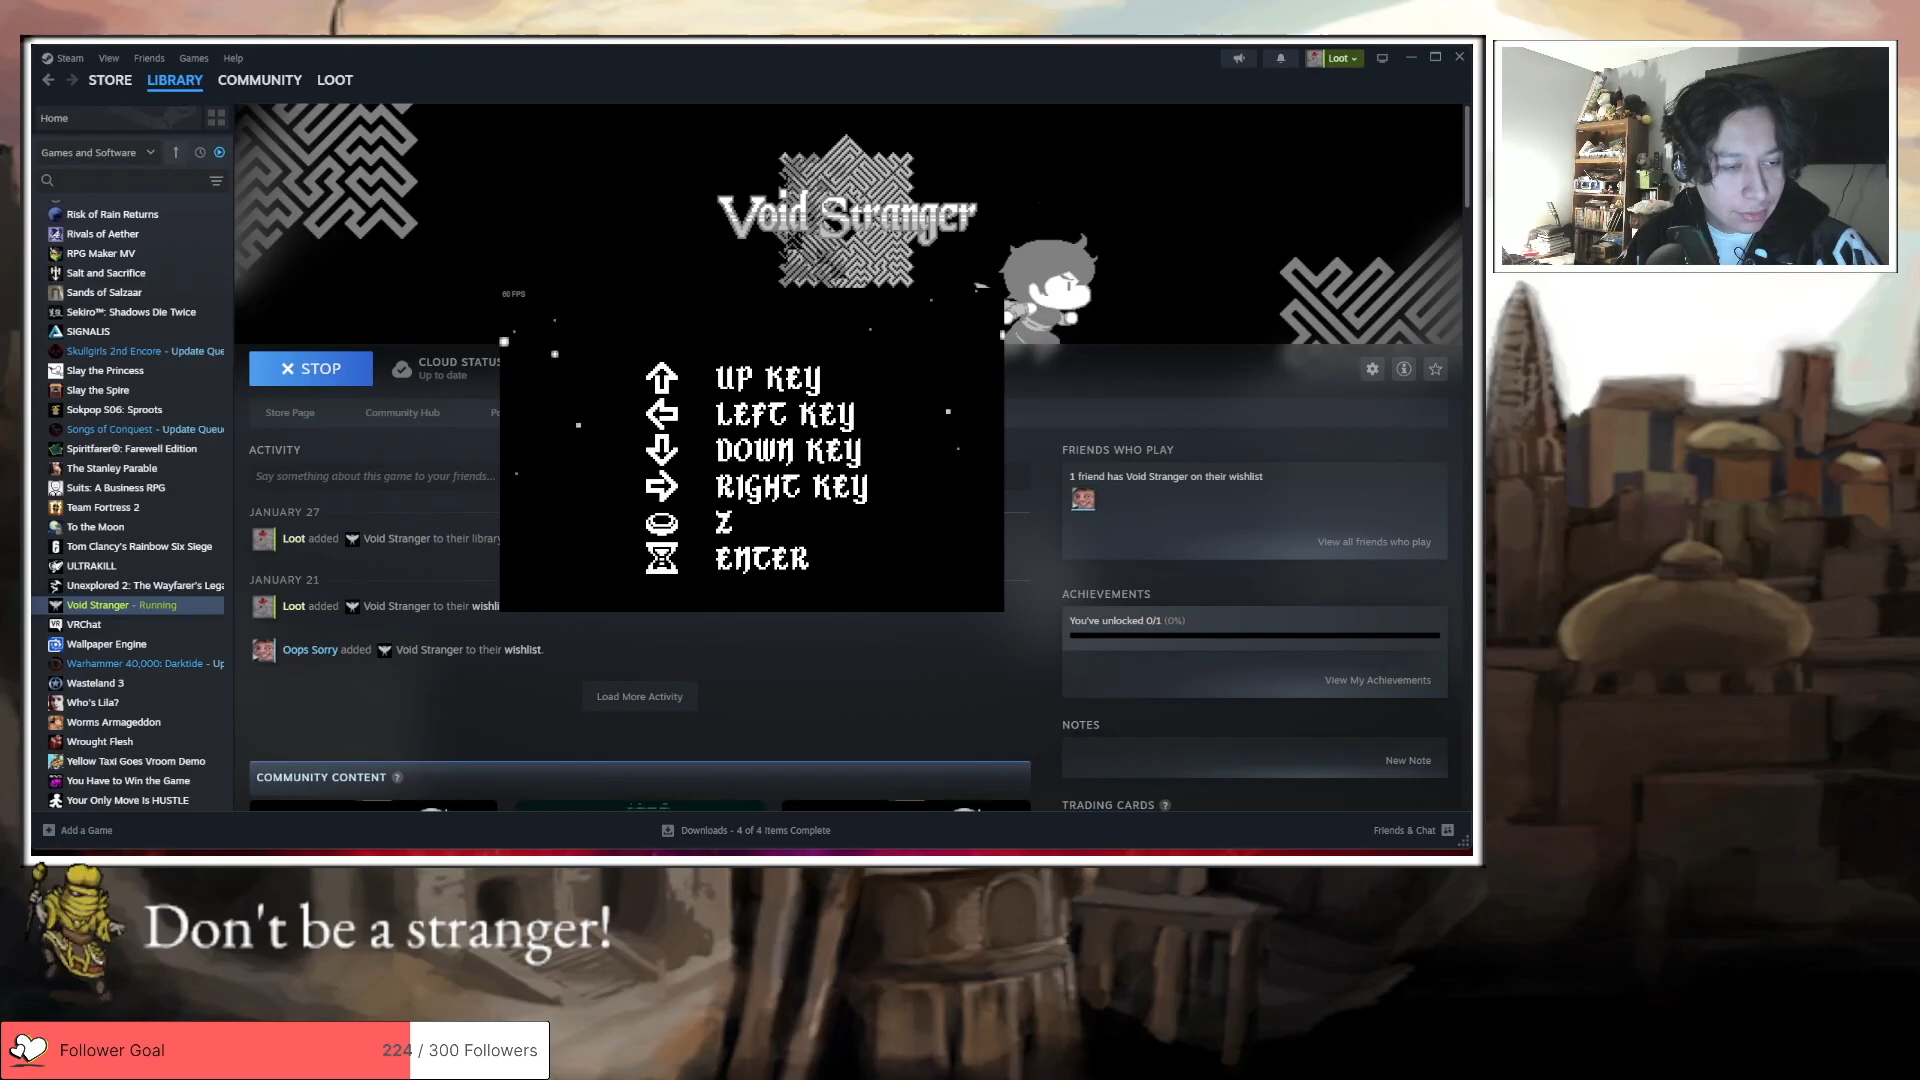 Steam View Friends Games Help
Loot
STORE LIBRARY COMMUNITY LOOT
Home
Games and Software
Risk of Rain Returns
Rivals of Aether
RPG Maker MV
Salt and Sacrifice
Sands of Salzaar
Sekiro™: Shadows Die Twice
SIGNALIS
Skullgirls 2nd Encore - Update Que
Slay the Princess
Slay the Spire
Sokpop S06: Sproots
Songs of Conquest - Update Queu
Spiritfarer®: Farewell Edition
The Stanley Parable
Suits: A Business RPG
Team Fortress 2
To the Moon
Tom Clancy's Rainbow Six Siege
ULTRAKILL
Unexplored 2: The Wayfarer's Lega
Void Stranger - Running
VRChat
Wallpaper Engine
Warhammer 40,000: Darktide - Up
Wasteland 3
Who's Lila?
Worms Armageddon
Wrought Flesh
Yellow Taxi Goes Vroom Demo
You Have to Win the Game
Your Only Move Is HUSTLE
Void Stranger
60 FPS
STOP
CLOUD STATUS
Up to date
Store Page Community Hub Po
ACTIVITY
Say something about this game to your friends...
JANUARY 27
Loot added Void Stranger to their library
JANUARY 21
Loot added Void Stranger to their wishli
Oops Sorry added Void Stranger to their wishlist.
Load More Activity
COMMUNITY CONTENT ?
UP KEY
LEFT KEY
DOWN KEY
RIGHT KEY
Z
ENTER
FRIENDS WHO PLAY
1 friend has Void Stranger on their wishlist
View all friends who play
ACHIEVEMENTS
You've unlocked 0/1 (0%)
View My Achievements
NOTES
New Note
TRADING CARDS ?
Add a Game
Downloads - 4 of 4 Items Complete
Friends & Chat
Don't be a stranger!
Follower Goal 224 / 300 Followers